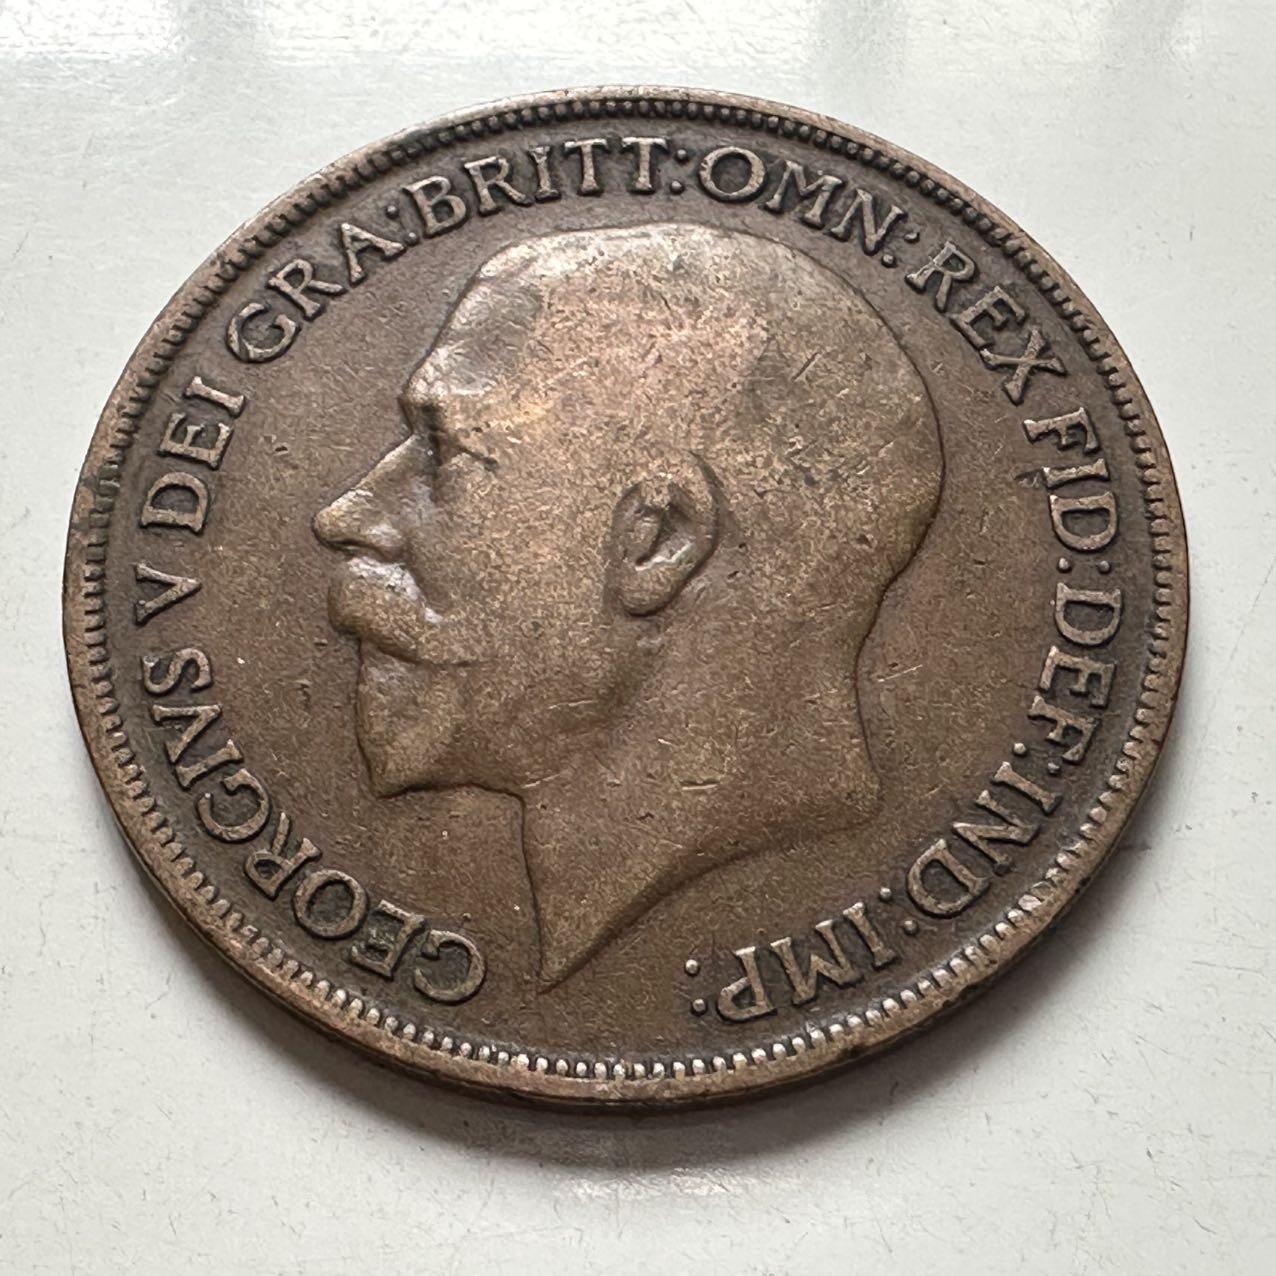 GEORGIVS V DEI GRA:BRITT:OMN:REX FID:DEF:IND:IMP: